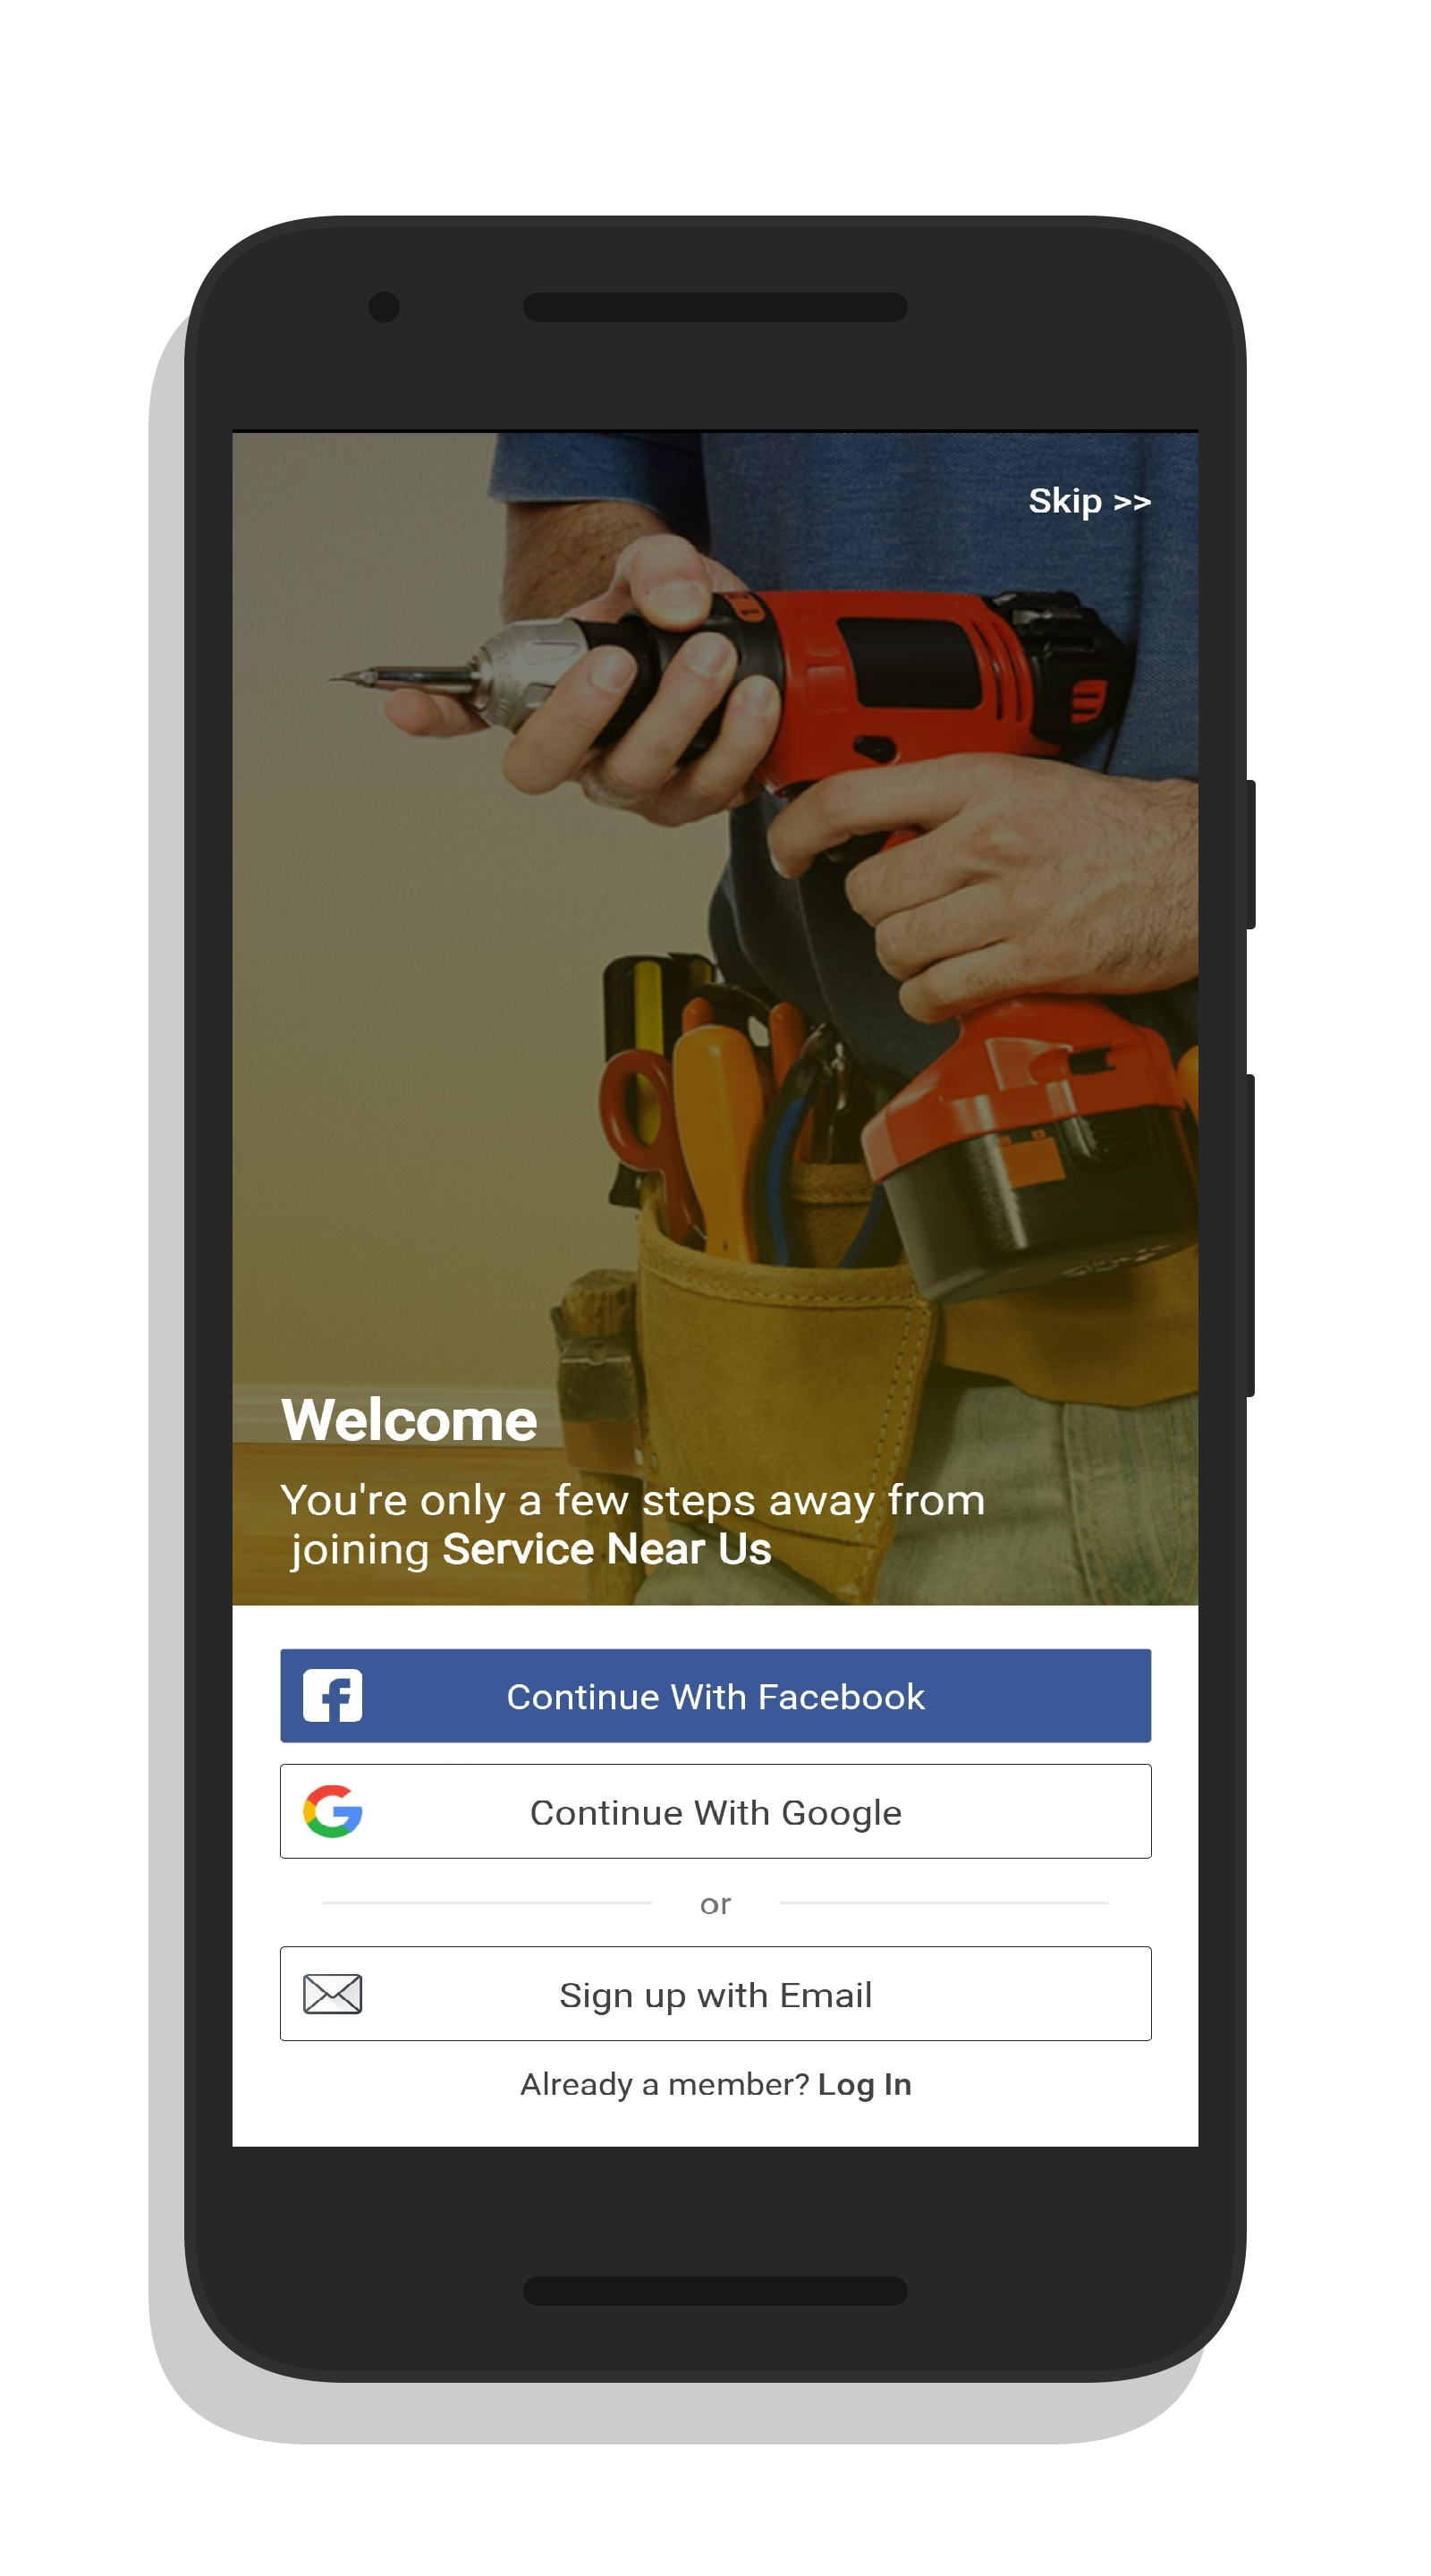 Skip >>
Welcome
You're only a few steps away from
joining Service Near Us
Continue With Facebook
Continue With Google
or
Sign up with Email
Already a member? Log In